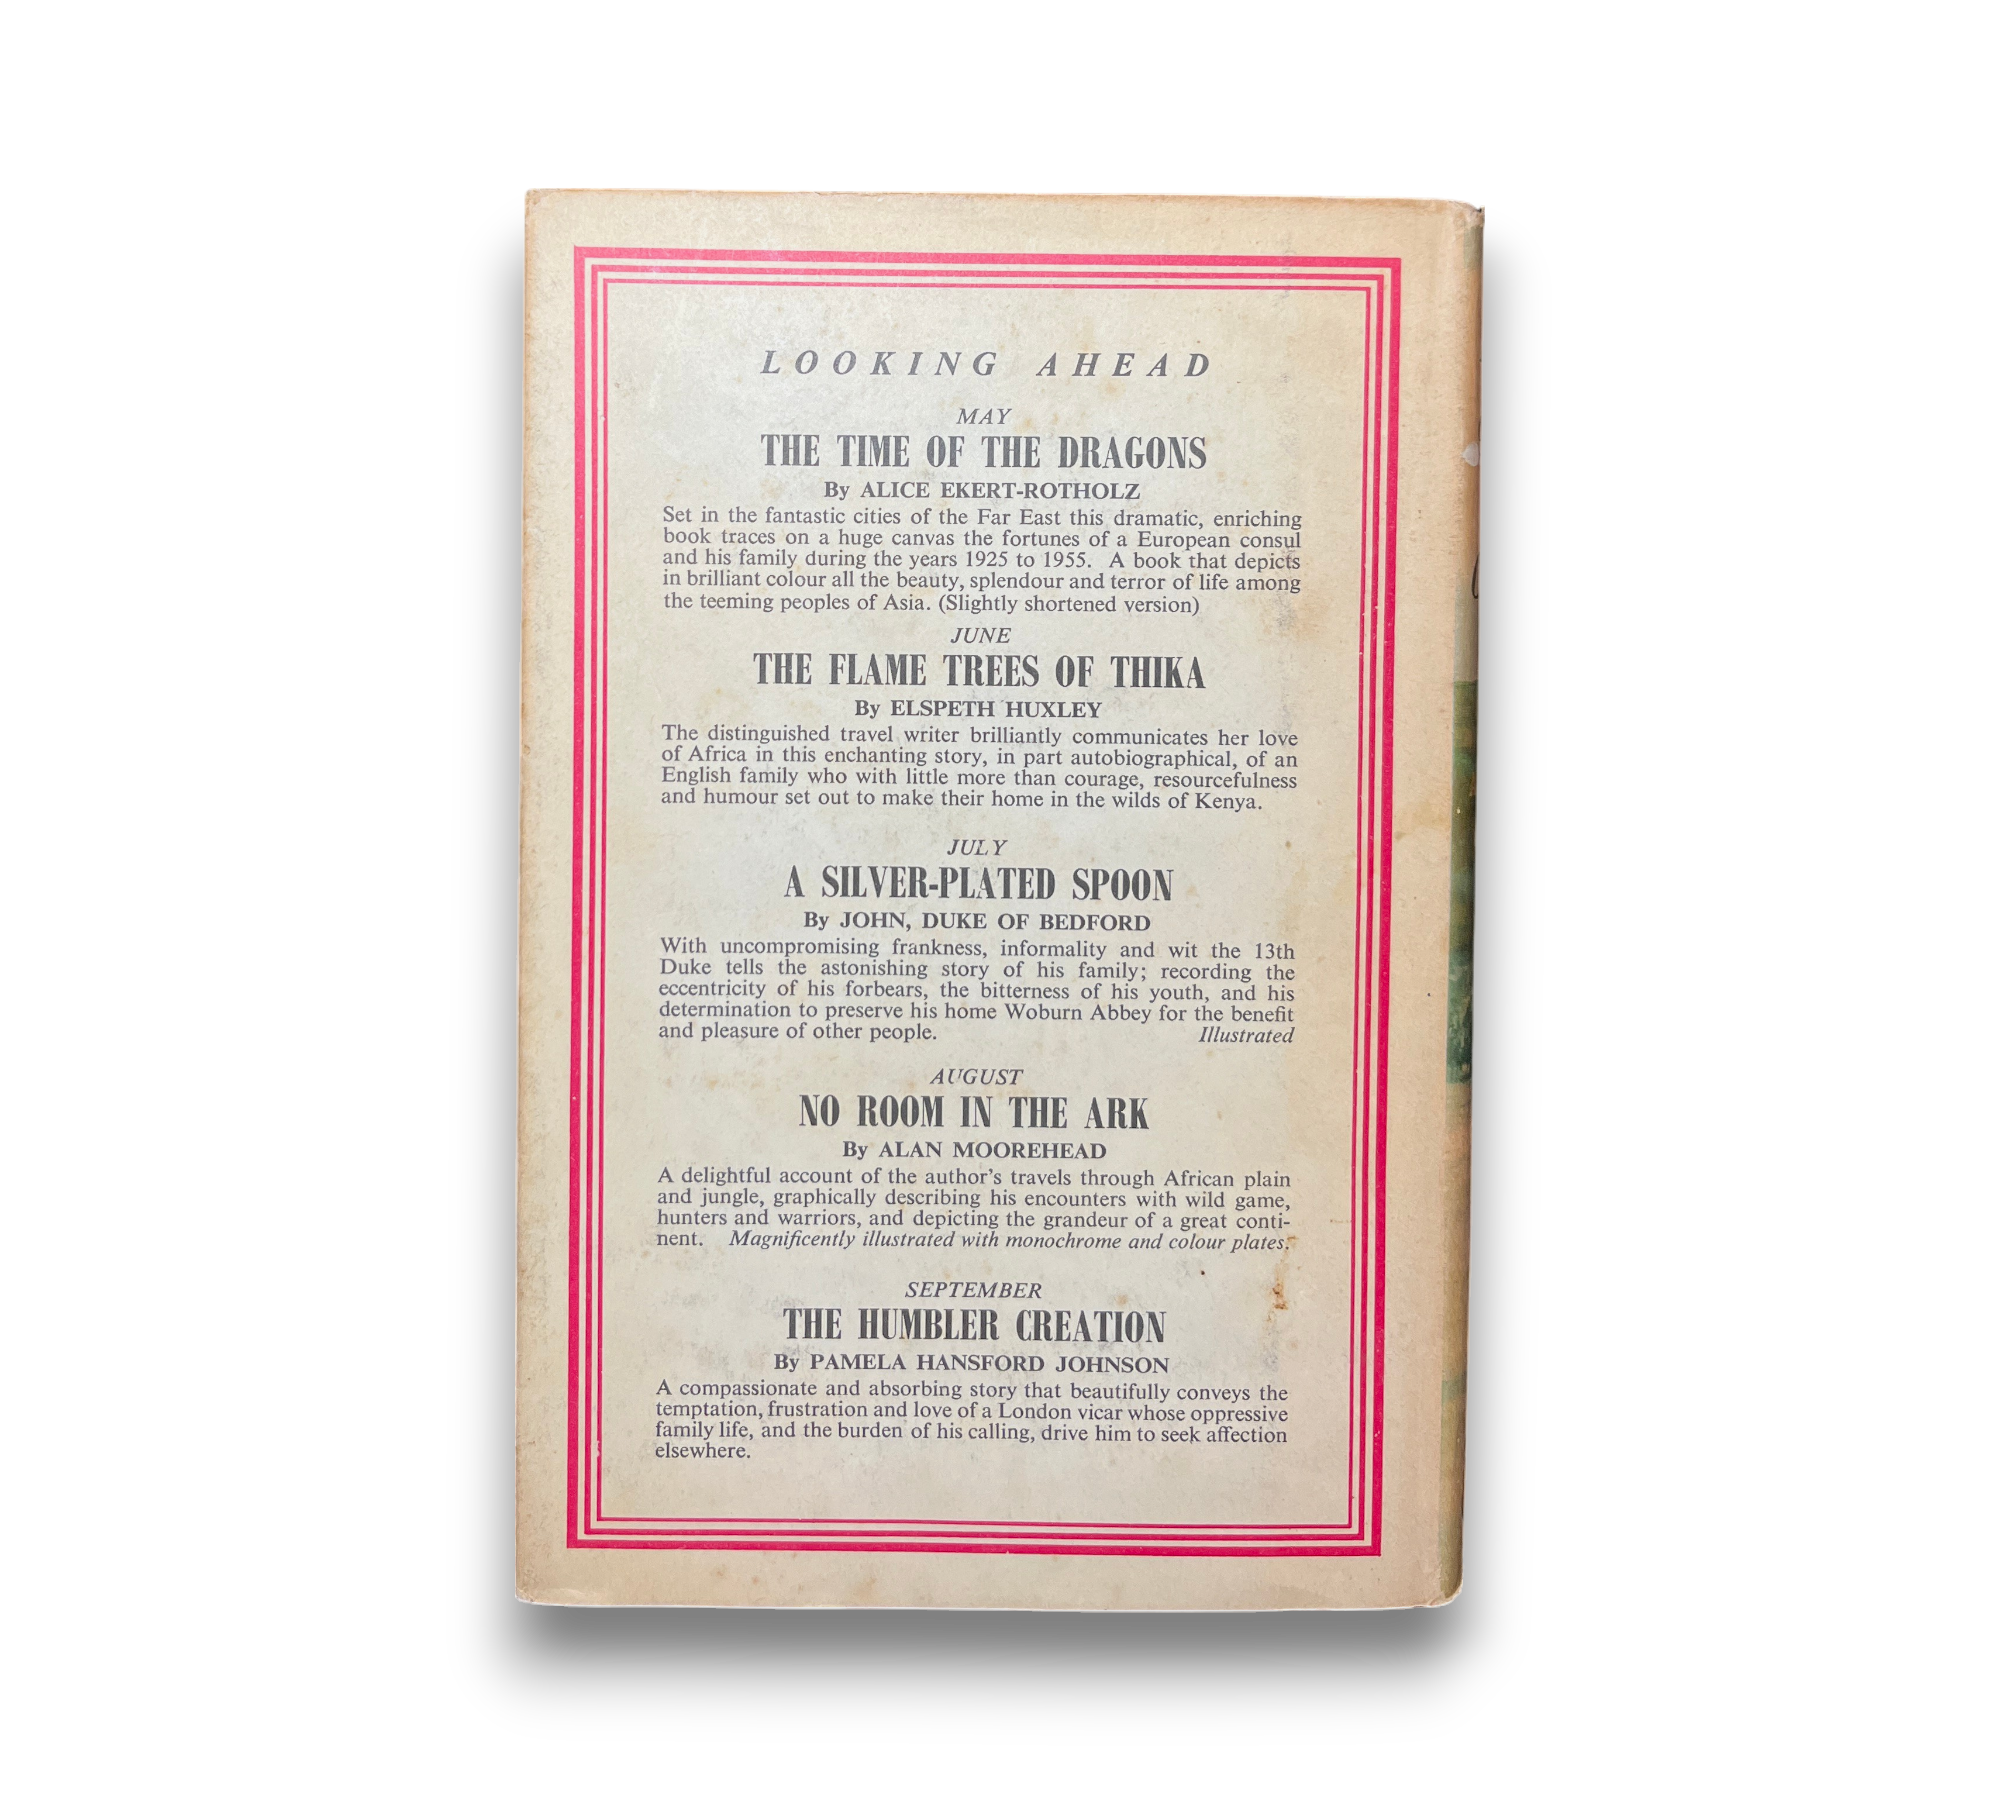 LOOKING AHEAD
MAY
THE TIME OF THE DRAGONS
By ALICE EKERT-ROTHOLZ
Set in the fantastic cities of the Far East this dramatic, enriching
book traces on a huge canvas the fortunes of a European consul
and his family during the years 1925 to 1955. A book that depicts
in brilliant colour all the beauty, splendour and terror of life among
the teeming peoples of Asia. (Slightly shortened version)
JUNE
THE FLAME TREES OF THIKA
By ELSPETH HUXLEY
The distinguished travel writer brilliantly communicates her love
of Africa in this enchanting story, in part autobiographical, of an
English family who with little more than courage, resourcefulness
and humour set out to make their home in the wilds of Kenya.
JULY
A SILVER-PLATED SPOON
By JOHN, DUKE OF BEDFORD
With uncompromising frankness, informality and wit the 13th
Duke tells the astonishing story of his family; recording the
eccentricity of his forbears, the bitterness of his youth, and his
determination to preserve his home Woburn Abbey for the benefit
and pleasure of other people. Illustrated
AUGUST
NO ROOM IN THE ARK
By ALAN MOOREHEAD
A delightful account of the author's travels through African plain
and jungle, graphically describing his encounters with wild game,
hunters and warriors, and depicting the grandeur of a great conti-
nent. Magnificently illustrated with monochrome and colour plates.
SEPTEMBER
THE HUMBLER CREATION
By PAMELA HANSFORD JOHNSON
A compassionate and absorbing story that beautifully conveys the
temptation, frustration and love of a London vicar whose oppressive
family life, and the burden of his calling, drive him to seek affection
elsewhere.